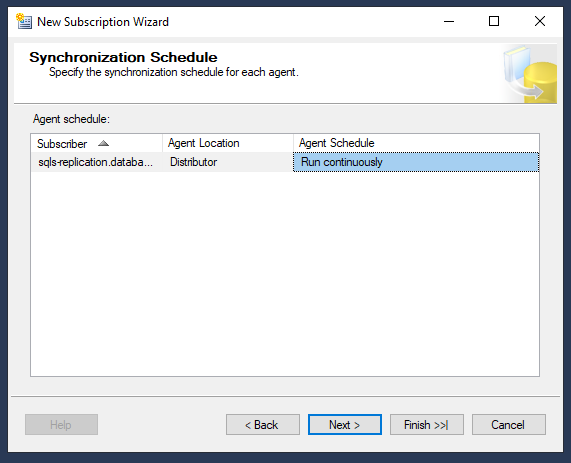 New Subscription Wizard
Synchronization Schedule
Specify the synchronization schedule for each agent.
Agent schedule:
Subscriber Agent Location Agent Schedule
sqls-replication.databa... Distributor Run continuously
Help < Back Next > Finish >>| Cancel